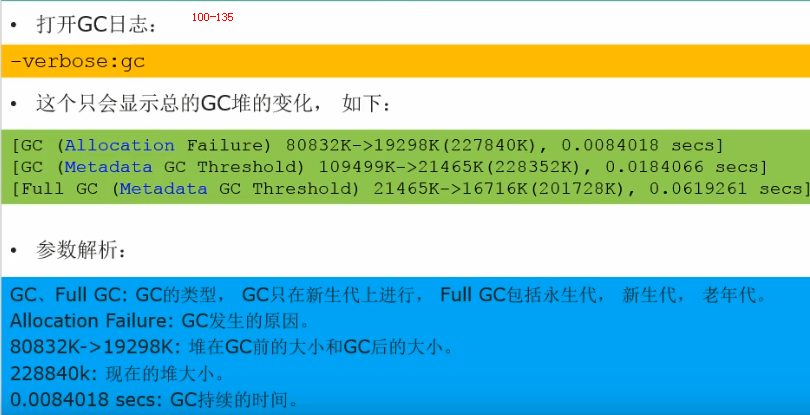 • 打开GC日志：
100-135
-verbose:gc
• 这个只会显示总的GC堆的变化， 如下：
[GC (Allocation Failure) 80832K->19298K(227840K), 0.0084018 secs]
[GC (Metadata GC Threshold) 109499K->21465K(228352K), 0.0184066 secs]
[Full GC (Metadata GC Threshold) 21465K->16716K(201728K), 0.0619261 secs]
• 参数解析：
GC、Full GC: GC的类型， GC只在新生代上进行， Full GC包括永生代， 新生代， 老年代。
Allocation Failure: GC发生的原因。
80832K->19298K: 堆在GC前的大小和GC后的大小。
228840k: 现在的堆大小。
0.0084018 secs: GC持续的时间。